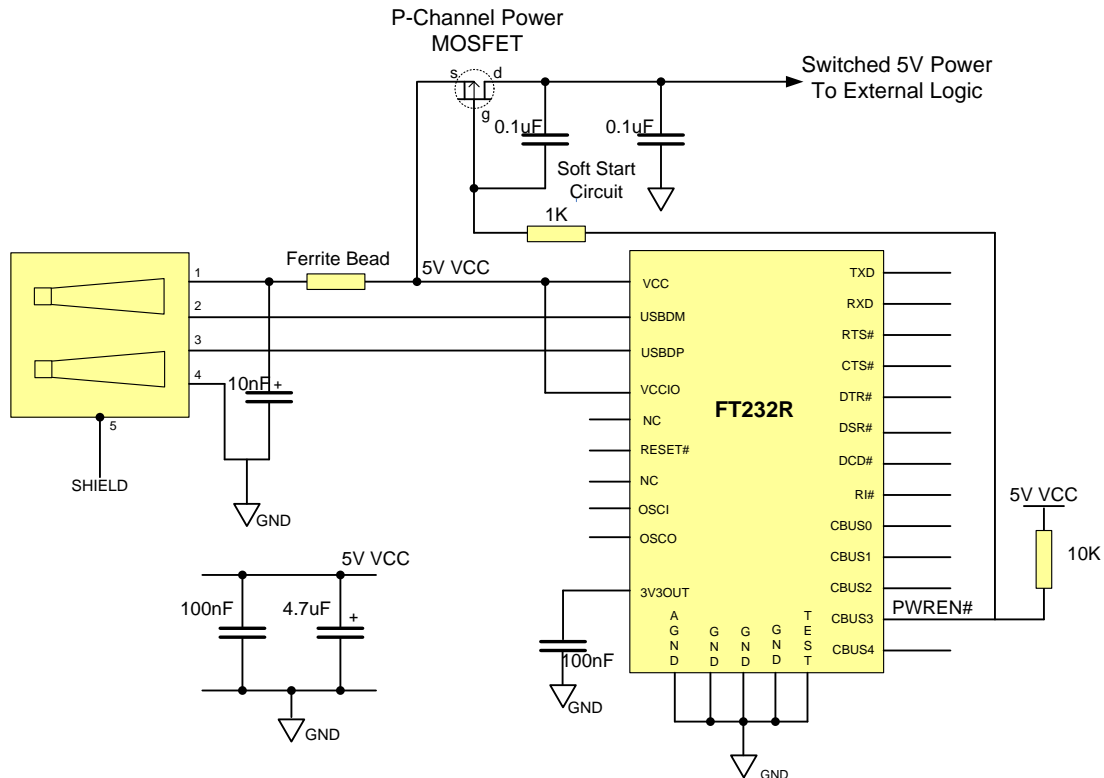 P-Channel Power
MOSFET
s
d
g
Switched 5V Power
To External Logic
0.1uF
0.1uF
Soft Start
Circuit
1K
Ferrite Bead
5V VCC
1
2
3
4
5
SHIELD
10nF +
GND
VCC
USBDM
USBDP
VCCIO
NC
RESET#
NC
OSCI
OSCO
3V3OUT
FT232R
TXD
RXD
RTS#
CTS#
DTR#
DSR#
DCD#
RI#
CBUS0
CBUS1
CBUS2
CBUS3
CBUS4
PWREN#
5V VCC
10K
AGND
GND
GND
GND
TEST
GND
100nF
GND
5V VCC
100nF
4.7uF
+
GND